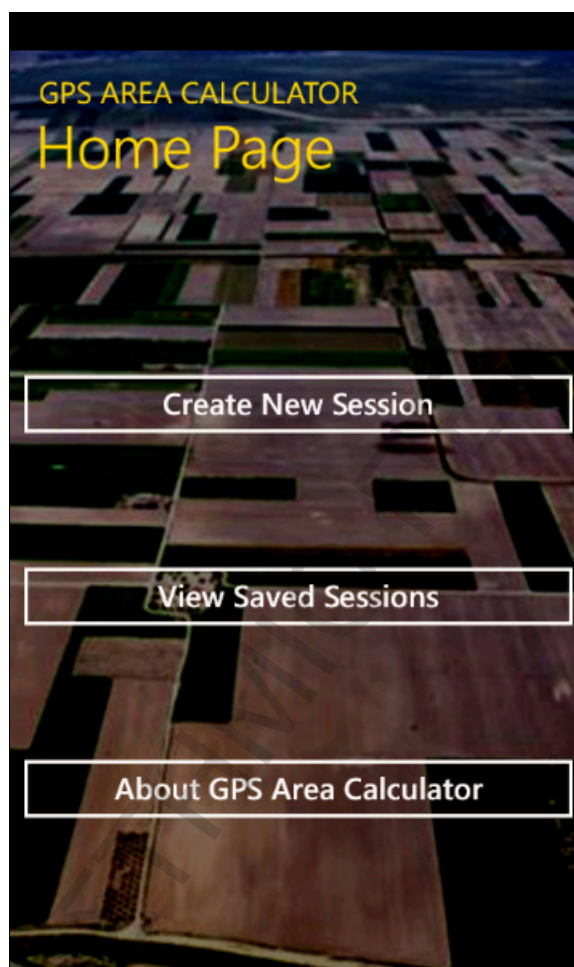 GPS AREA CALCULATOR
Home Page
Create New Session
View Saved Sessions
About GPS Area Calculator